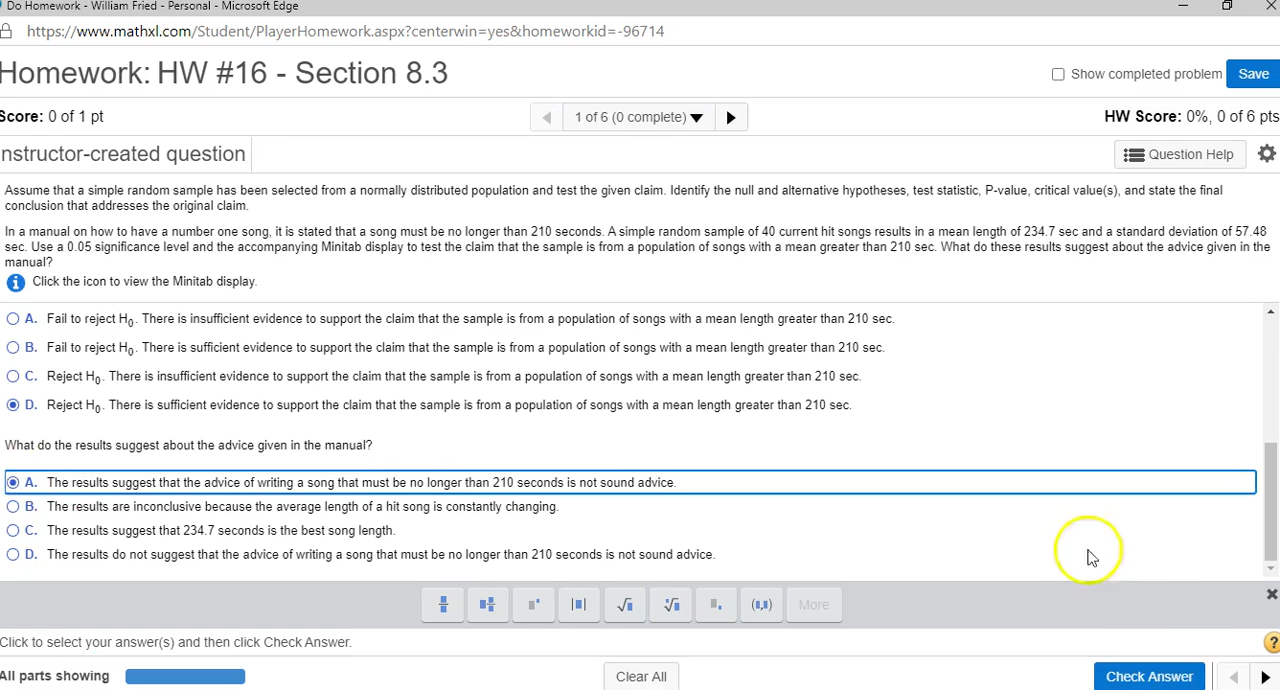 Do Homework - William Fried - Personal - Microsoft Edge
https://www.mathxl.com/Student/PlayerHomework.aspx?centerwin=yes&homeworkid=-96714
Homework: HW #16 - Section 8.3
Show completed problem
Save
Score: 0 of 1 pt
1 of 6 (0 complete)
HW Score: 0%, 0 of 6 pts
nstructor-created question
Question Help
Assume that a simple random sample has been selected from a normally distributed population and test the given claim. Identify the null and alternative hypotheses, test statistic, P-value, critical value(s), and state the final
conclusion that addresses the original claim.
In a manual on how to have a number one song, it is stated that a song must be no longer than 210 seconds. A simple random sample of 40 current hit songs results in a mean length of 234.7 sec and a standard deviation of 57.48
sec. Use a 0.05 significance level and the accompanying Minitab display to test the claim that the sample is from a population of songs with a mean greater than 210 sec. What do these results suggest about the advice given in the
manual?
Click the icon to view the Minitab display.
A. Fail to reject H0. There is insufficient evidence to support the claim that the sample is from a population of songs with a mean length greater than 210 sec.
B. Fail to reject H0. There is sufficient evidence to support the claim that the sample is from a population of songs with a mean length greater than 210 sec.
C. Reject H0. There is insufficient evidence to support the claim that the sample is from a population of songs with a mean length greater than 210 sec.
D. Reject H0. There is sufficient evidence to support the claim that the sample is from a population of songs with a mean length greater than 210 sec.
What do the results suggest about the advice given in the manual?
A. The results suggest that the advice of writing a song that must be no longer than 210 seconds is not sound advice.
B. The results are inconclusive because the average length of a hit song is constantly changing.
C. The results suggest that 234.7 seconds is the best song length.
D. The results do not suggest that the advice of writing a song that must be no longer than 210 seconds is not sound advice.
More
Click to select your answer(s) and then click Check Answer.
?
All parts showing
Clear All
Check Answer